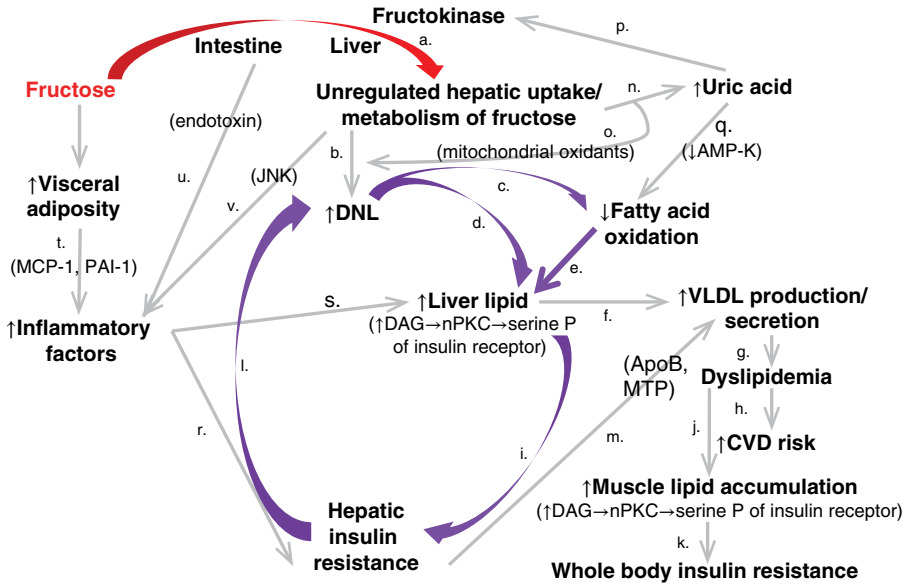 Fructokinase
p.
Intestine
Liver
a.
Fructose
Unregulated hepatic uptake/
metabolism of fructose
n.
↑Uric acid
(endotoxin)
o.
q.
b.
(mitochondrial oxidants)
(↓AMP-K)
u.
(JNK)
c.
↑Visceral
adiposity
v.
↑DNL
d.
↓Fatty acid
oxidation
t.
(MCP-1, PAI-1)
e.
↑Inflammatory
factors
s.
↑Liver lipid
(↑DAG→nPKC→serine P
of insulin receptor)
f.
↑VLDL production/
secretion
l.
(ApoB,
MTP)
g.
Dyslipidemia
r.
i.
m.
j.
h.
↑CVD risk
↑Muscle lipid accumulation
(↑DAG→nPKC→serine P of insulin receptor)
Hepatic
insulin
resistance
k.
Whole body insulin resistance